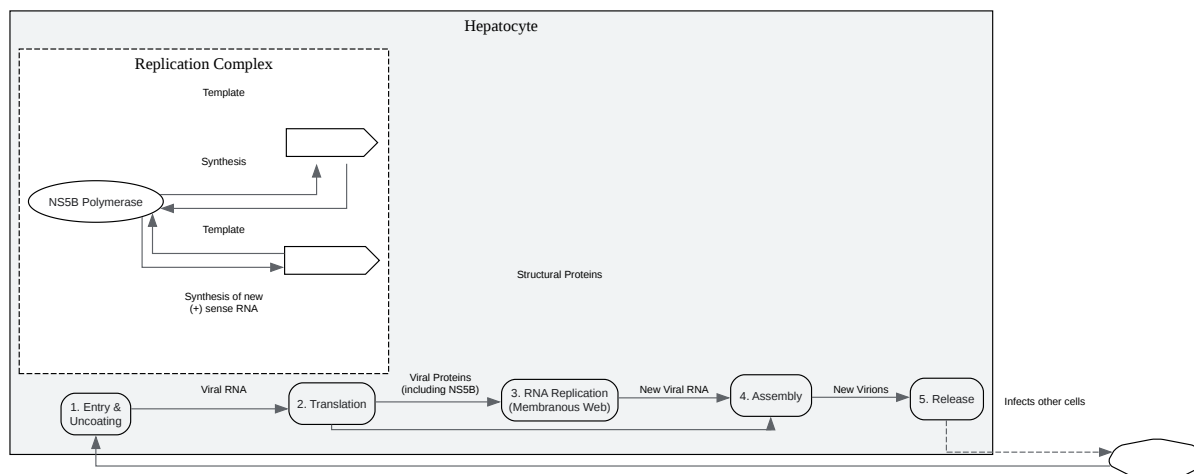 Hepatocyte
Replication Complex
Template
Synthesis
NS5B Polymerase
Template
Synthesis of new
(+) sense RNA
Structural Proteins
1. Entry &
Uncoating
Viral RNA
2. Translation
Viral Proteins
(including NS5B)
3. RNA Replication
(Membranous Web)
New Viral RNA
4. Assembly
New Virions
5. Release
Infects other cells